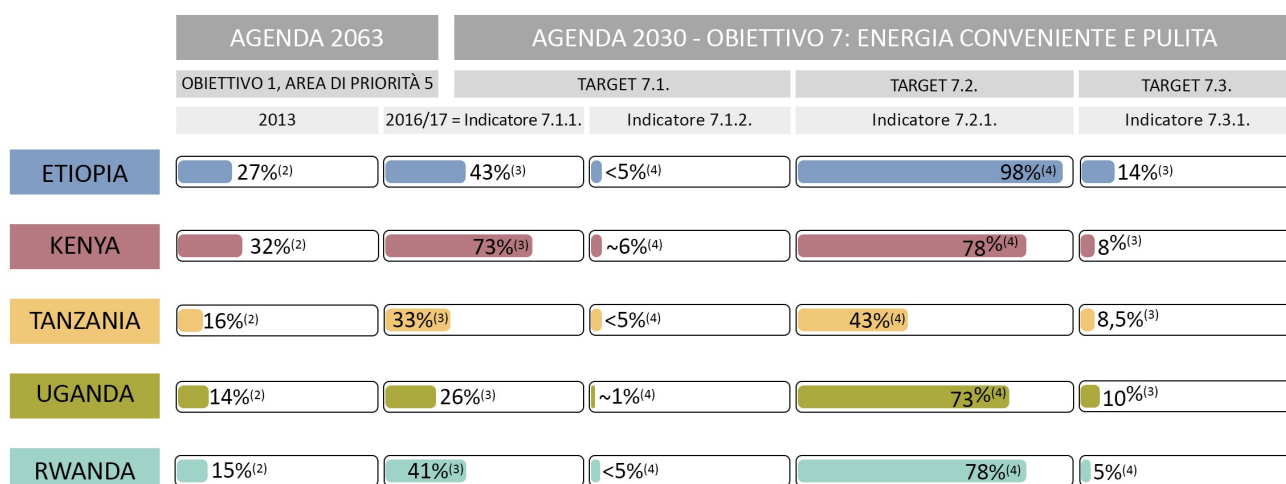 AGENDA 2063 AGENDA 2030 - OBIETTIVO 7: ENERGIA CONVENIENTE E PULITA
OBIETTIVO 1, AREA DI PRIORITÀ 5 TARGET 7.1. TARGET 7.2. TARGET 7.3.
2013 2016/17 = Indicatore 7.1.1. Indicatore 7.1.2. Indicatore 7.2.1. Indicatore 7.3.1.
ETIOPIA 27%(2) 43%(3) <5%(4) 98%(4) 14%(3)
KENYA 32%(2) 73%(3) ~6%(4) 78%(4) 8%(3)
TANZANIA 16%(2) 33%(3) <5%(4) 43%(4) 8,5%(3)
UGANDA 14%(2) 26%(3) ~1%(4) 73%(4) 10%(3)
RWANDA 15%(2) 41%(3) <5%(4) 78%(4) 5%(4)